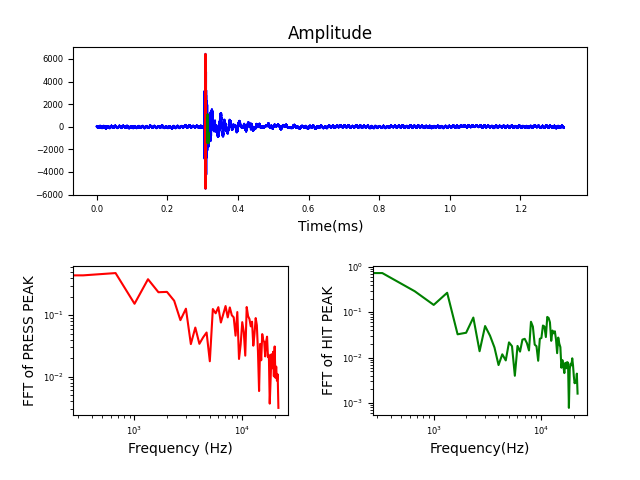 Amplitude
6000
4000
2000
0
−2000
−4000
−6000
0.0 0.2 0.4 0.6 0.8 1.0 1.2
Time(ms)
FFT of PRESS PEAK
10⁻¹
10⁻²
10³ 10⁴
Frequency (Hz)
FFT of HIT PEAK
10⁰
10⁻¹
10⁻²
10⁻³
10³ 10⁴
Frequency(Hz)